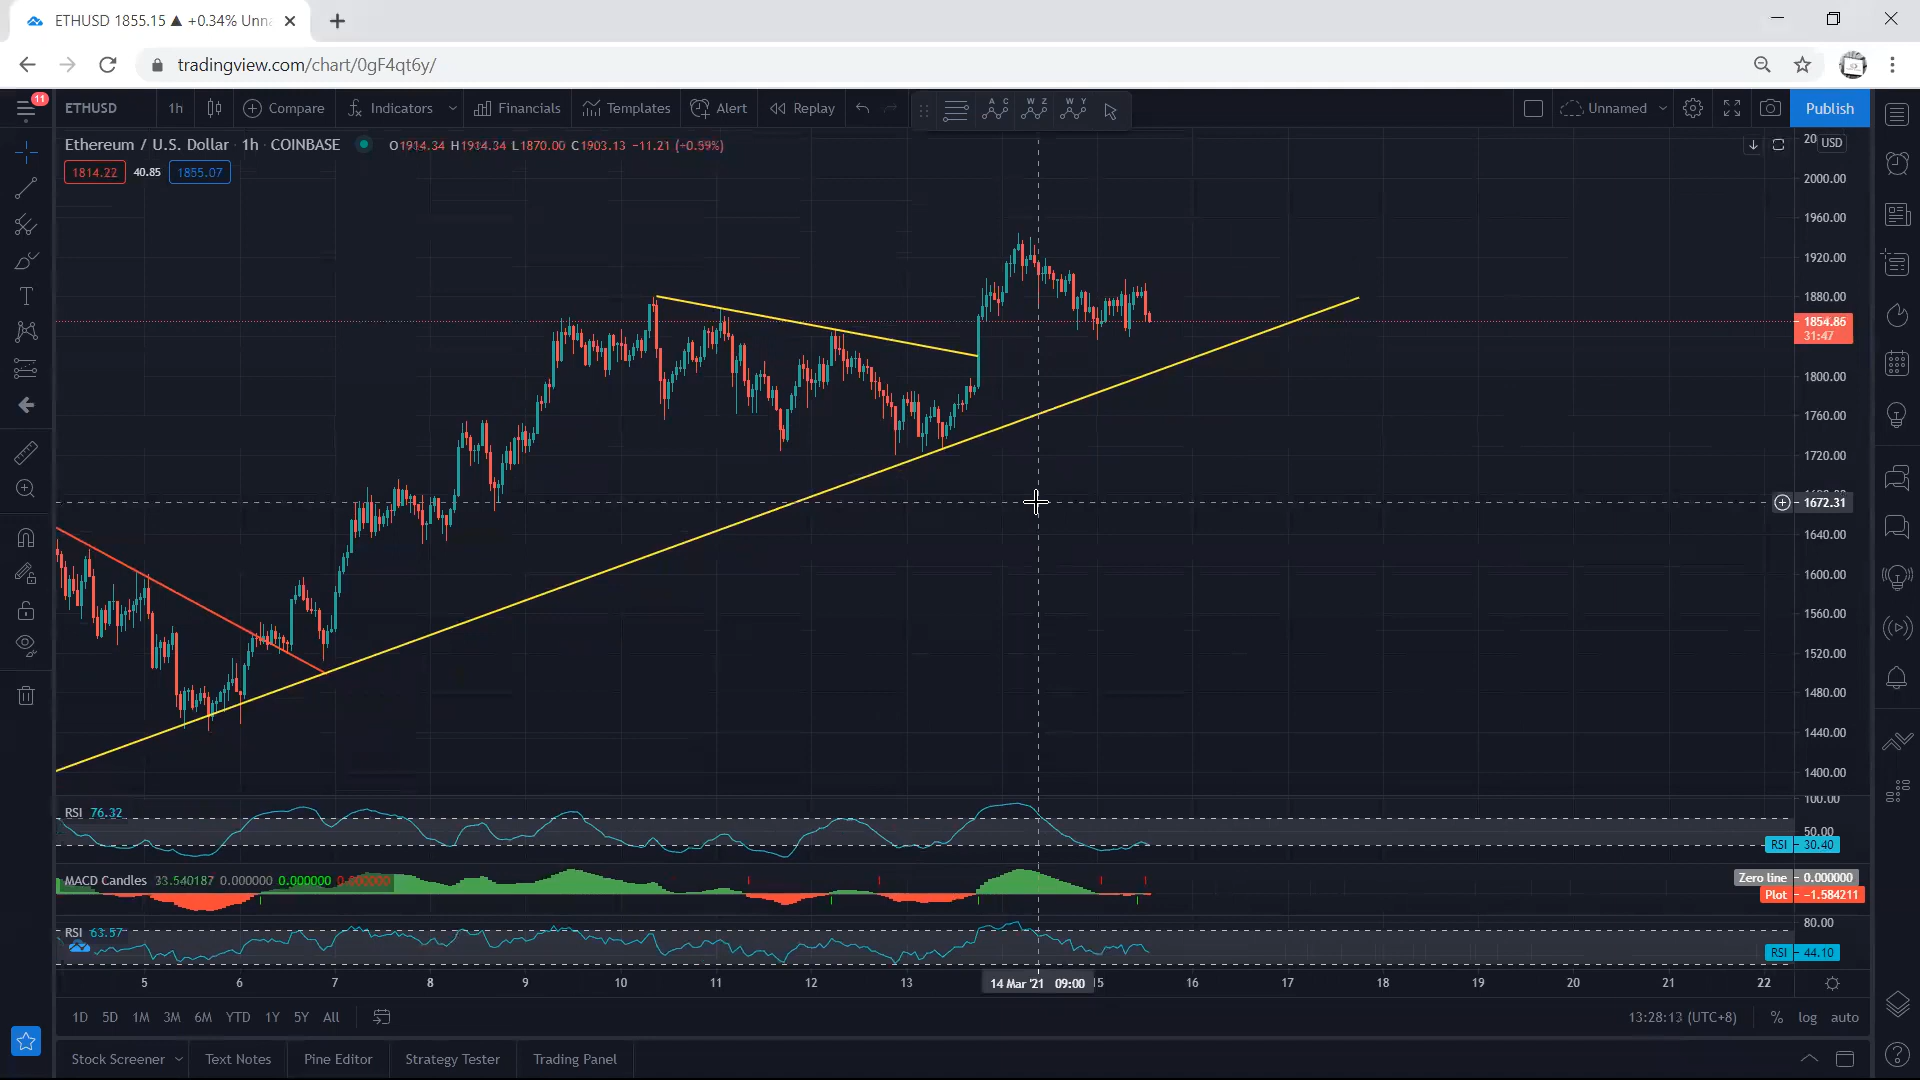 ETHUSD 1855.15 ▲ +0.34% Unna
tradingview.com/chart/0gF4qt6y/
11
ETHUSD 1h Compare Indicators Financials Templates Alert Replay A C W Z W Y Unnamed Publish
Ethereum / U.S. Dollar · 1h · COINBASE O1914.34 H1914.34 L1870.00 C1903.13 −11.21 (−0.59%)
1814.22 40.85 1855.07
20 USD
2000.00
1960.00
1920.00
1880.00
1854.86
31:47
1800.00
1760.00
1720.00
1672.31
1640.00
1600.00
1560.00
1520.00
1480.00
1440.00
1400.00
100.00
RSI 76.32
50.00
RSI 30.40
MACD Candles 33.540187 0.000000 0.000000 0.000000
Zero line 0.000000
Plot −1.584211
80.00
RSI 63.57
RSI 44.10
5 6 7 8 9 10 11 12 13 14 Mar '21 09:00 15 16 17 18 19 20 21 22
1D 5D 1M 3M 6M YTD 1Y 5Y All 13:28:13 (UTC+8) % log auto
Stock Screener Text Notes Pine Editor Strategy Tester Trading Panel